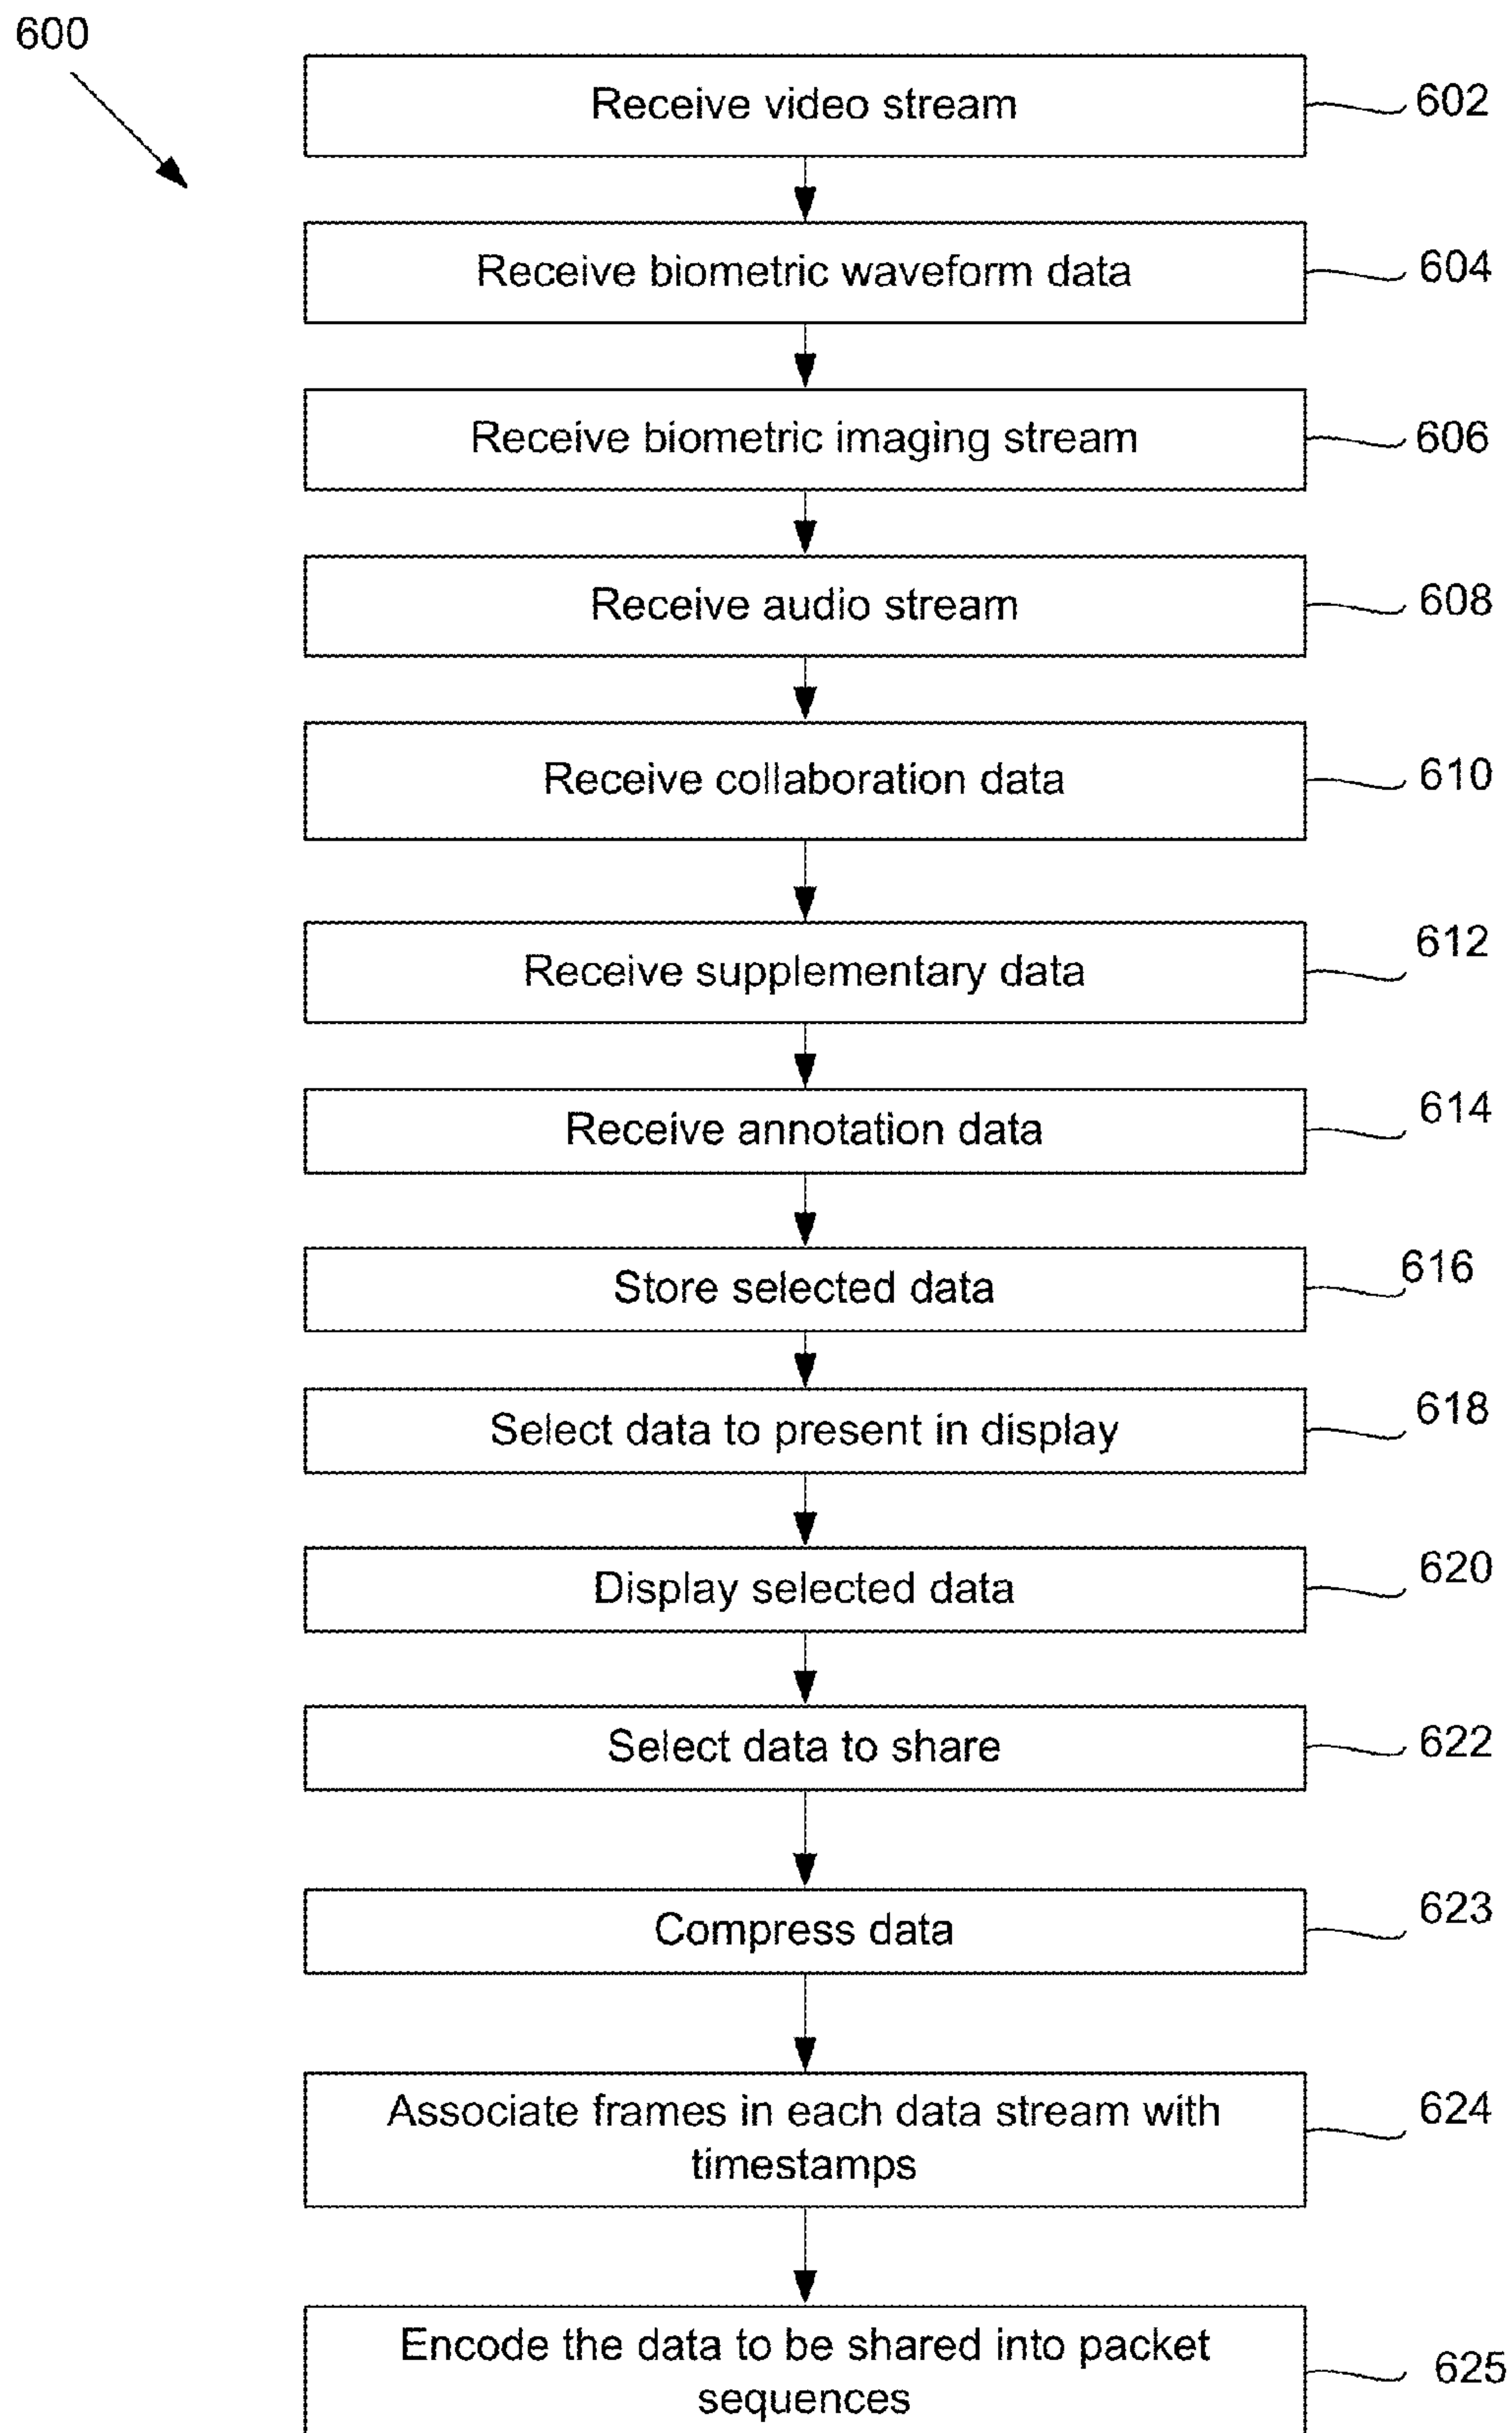 600
Receive video stream
602
Receive biometric waveform data
604
Receive biometric imaging stream
606
Receive audio stream
608
Receive collaboration data
610
Receive supplementary data
612
Receive annotation data
614
Store selected data
616
Select data to present in display
618
Display selected data
620
Select data to share
622
Compress data
623
Associate frames in each data stream with
timestamps
624
Encode the data to be shared into packet
sequences
625